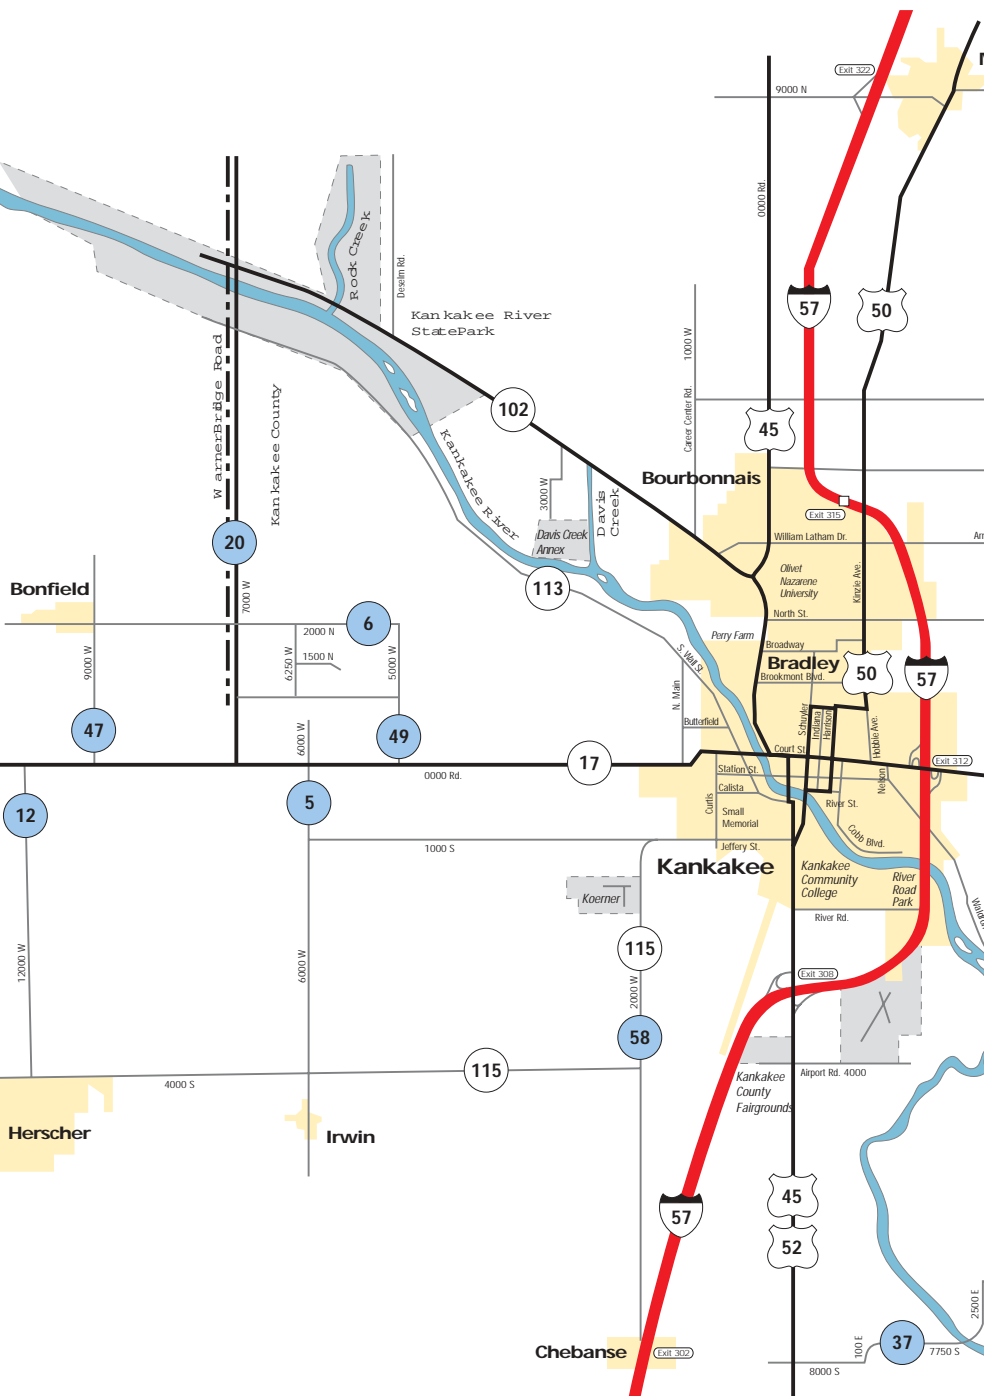 Exit 322
9000 N
0000 Rd.
Rock Creek
Deselm Rd.
Kankakee River
StatePark
57
50
1000 W
Career Center Rd.
102
45
WarnerBridge Road
Kankakee County
Kankakee River
Bourbonnais
3000 W
Davis
Creek
Exit 315
Davis Creek
Annex
William Latham Dr.
Am
20
Olivet
Nazarene
University
Kinzie Ave.
113
Bonfield
7000 W
North St.
6
2000 N
Perry Farm
Broadway
1500 N
6250 W
5000 W
9000 W
S. Wall St.
Bradley
50
57
Brookmont Blvd.
N. Main
Schuyler
Indiana
Harrison
Hobbie Ave.
Butterfield
47
49
6000 W
Court St.
17
Exit 312
0000 Rd.
Station St.
Nelson
Calista
Curtis
River St.
12
5
Small
Memorial
Cobb Blvd.
Jeffery St.
1000 S
Kankakee
Kankakee
Community
College
River
Road
Park
Koerner
River Rd.
Waldron
115
12000 W
6000 W
2000 W
Exit 308
58
115
4000 S
Airport Rd. 4000
Kankakee
County
Fairgrounds
Herscher
Irwin
57
45
52
2500 E
100 E
37
7750 S
8000 S
Chebanse
Exit 302